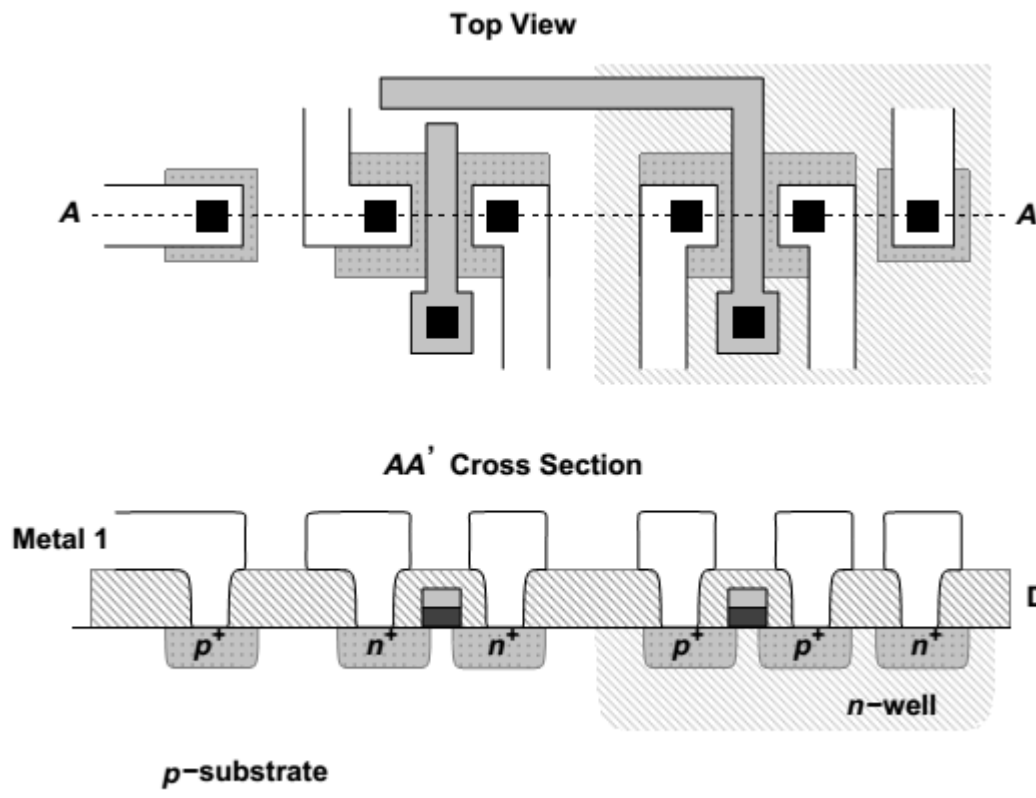 Top View
A A
AA' Cross Section
Metal 1
D
p+ n+ n+ p+ p+ n+
n-well
p-substrate